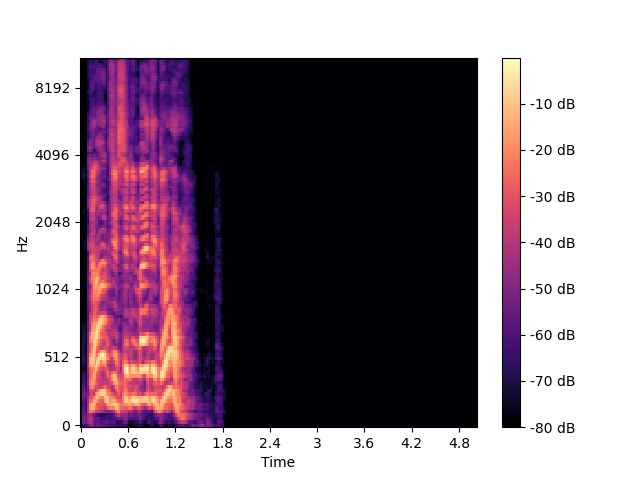 8192
4096
2048
1024
512
0
Hz
0 0.6 1.2 1.8 2.4 3 3.6 4.2 4.8
Time
-10 dB
-20 dB
-30 dB
-40 dB
-50 dB
-60 dB
-70 dB
-80 dB